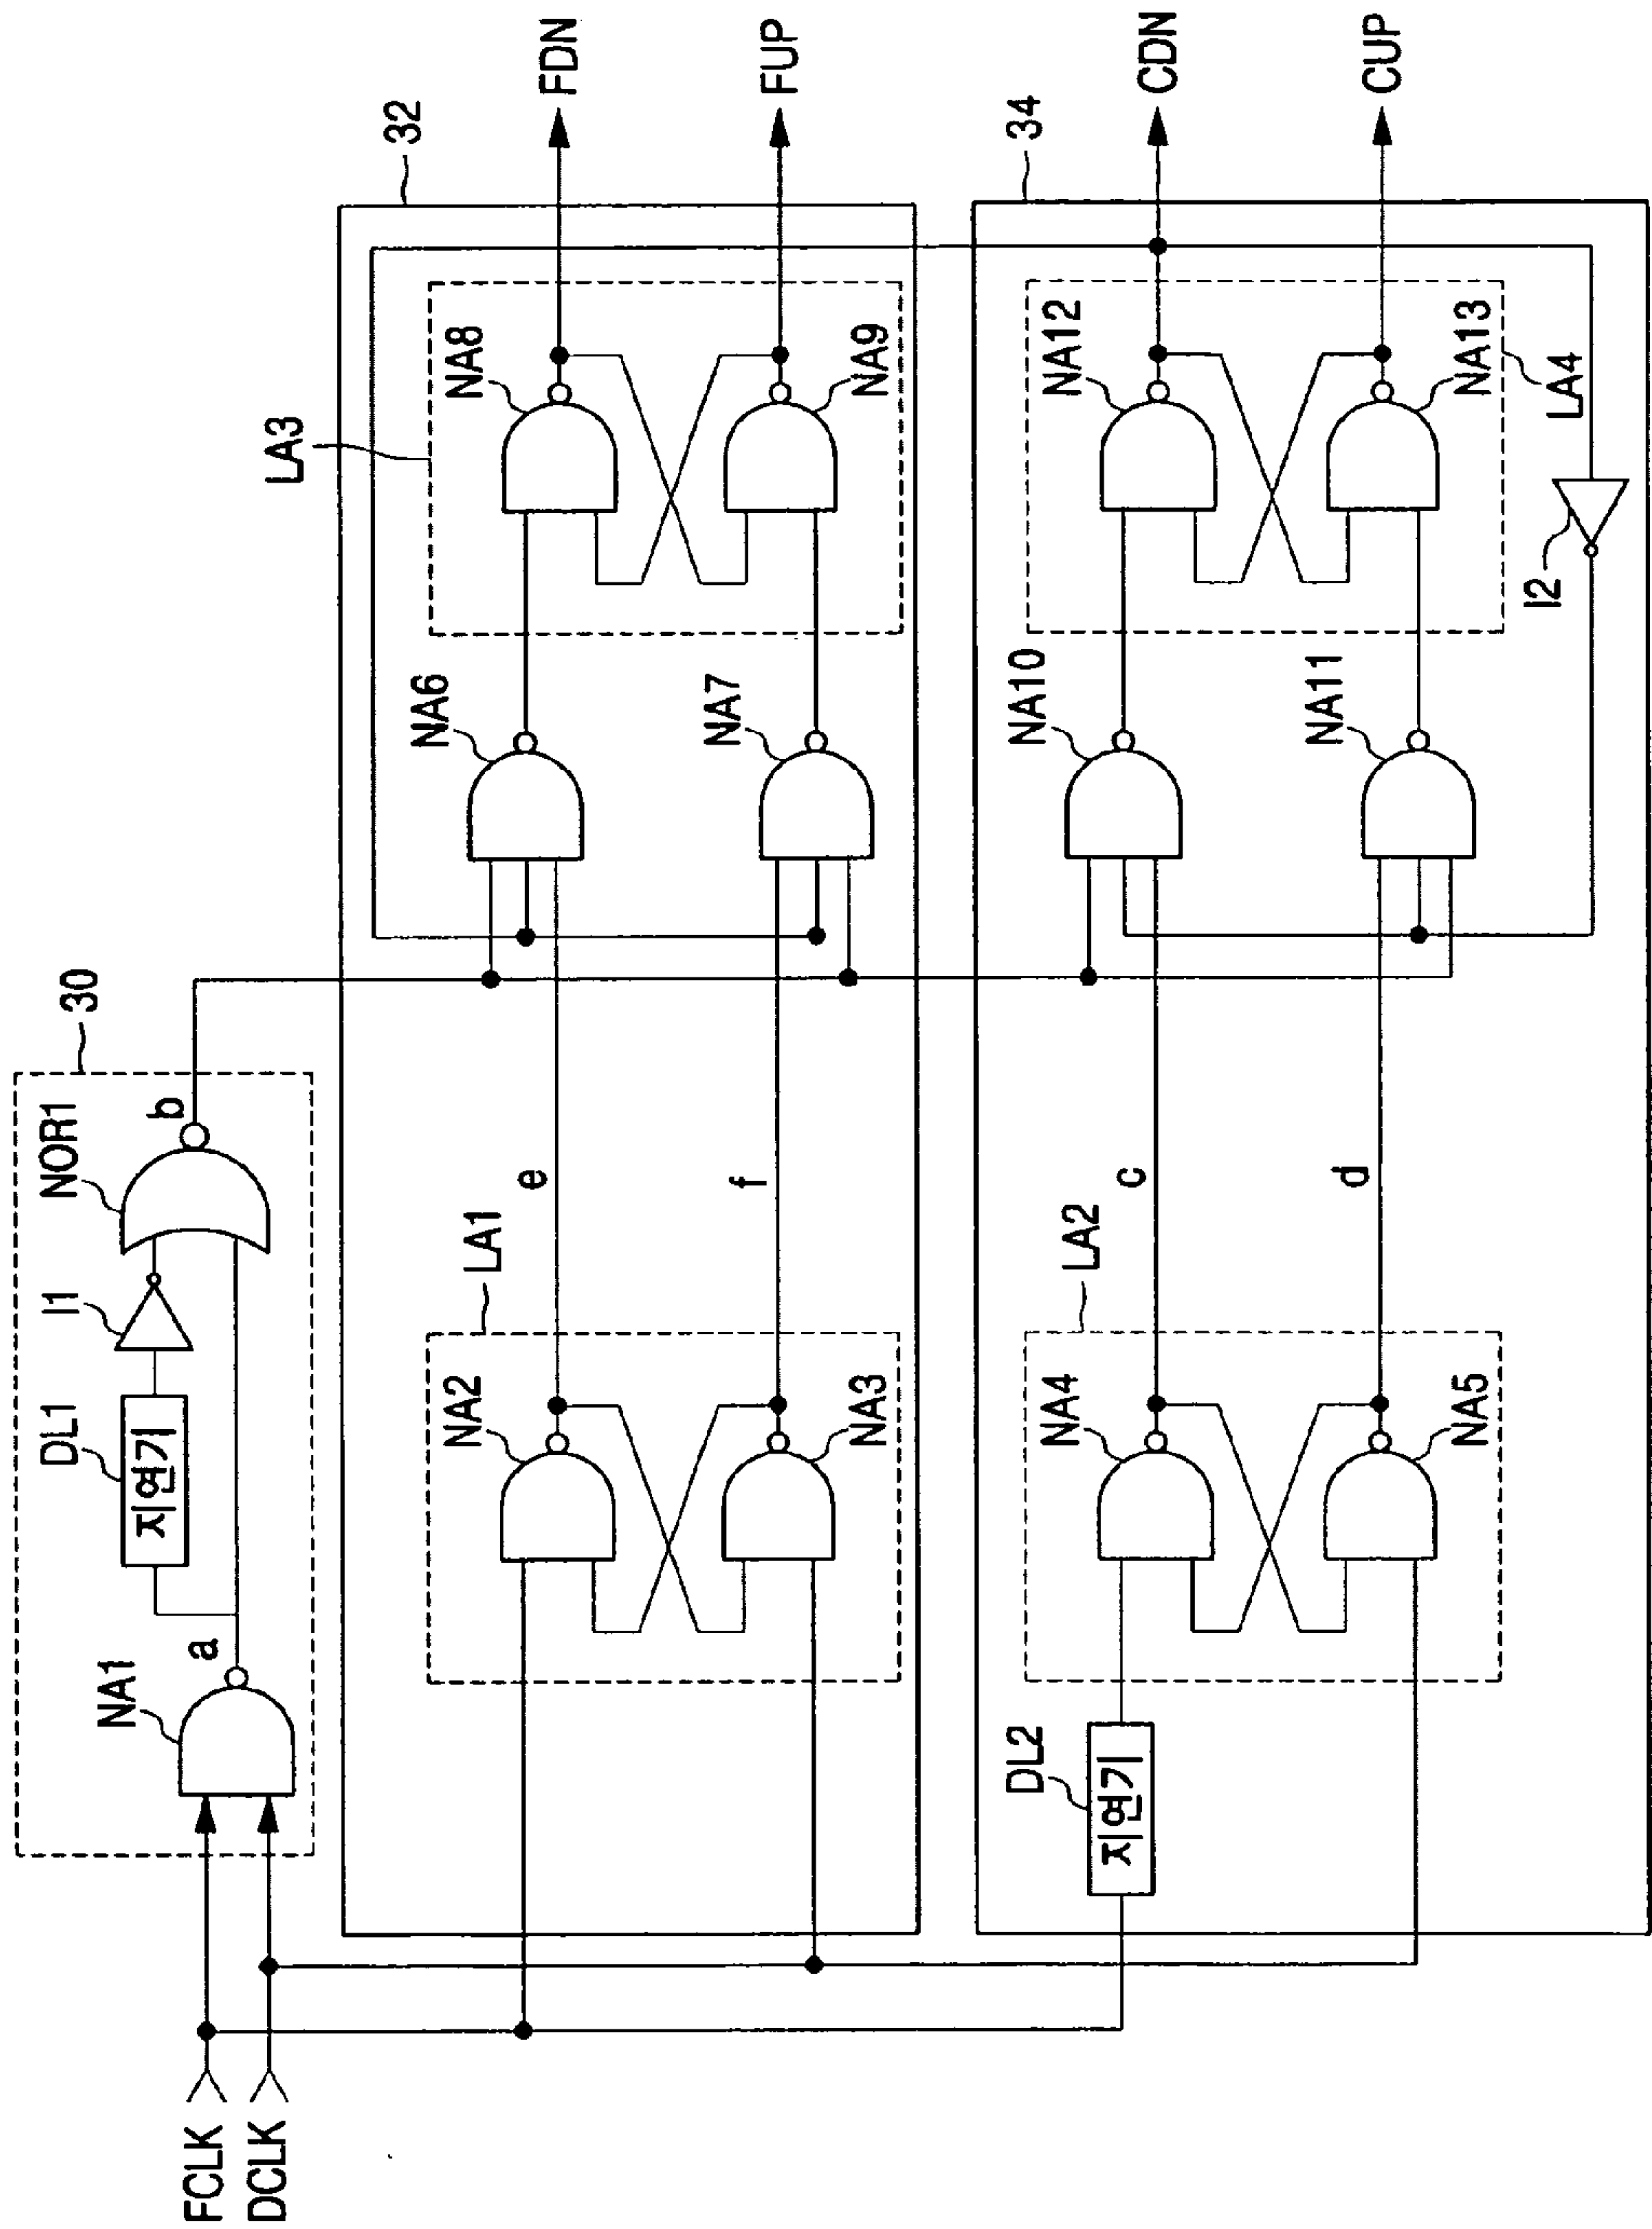 30
NA1
a
DL1
지연기
I1
NOR1
b
FCLK
DCLK
32
LA1
NA2
NA3
e
f
NA6
NA7
LA3
NA8
NA9
FDN
FUP
34
DL2
지연기
LA2
NA4
NA5
c
d
NA10
NA11
NA12
NA13
LA4
I2
CDN
CUP